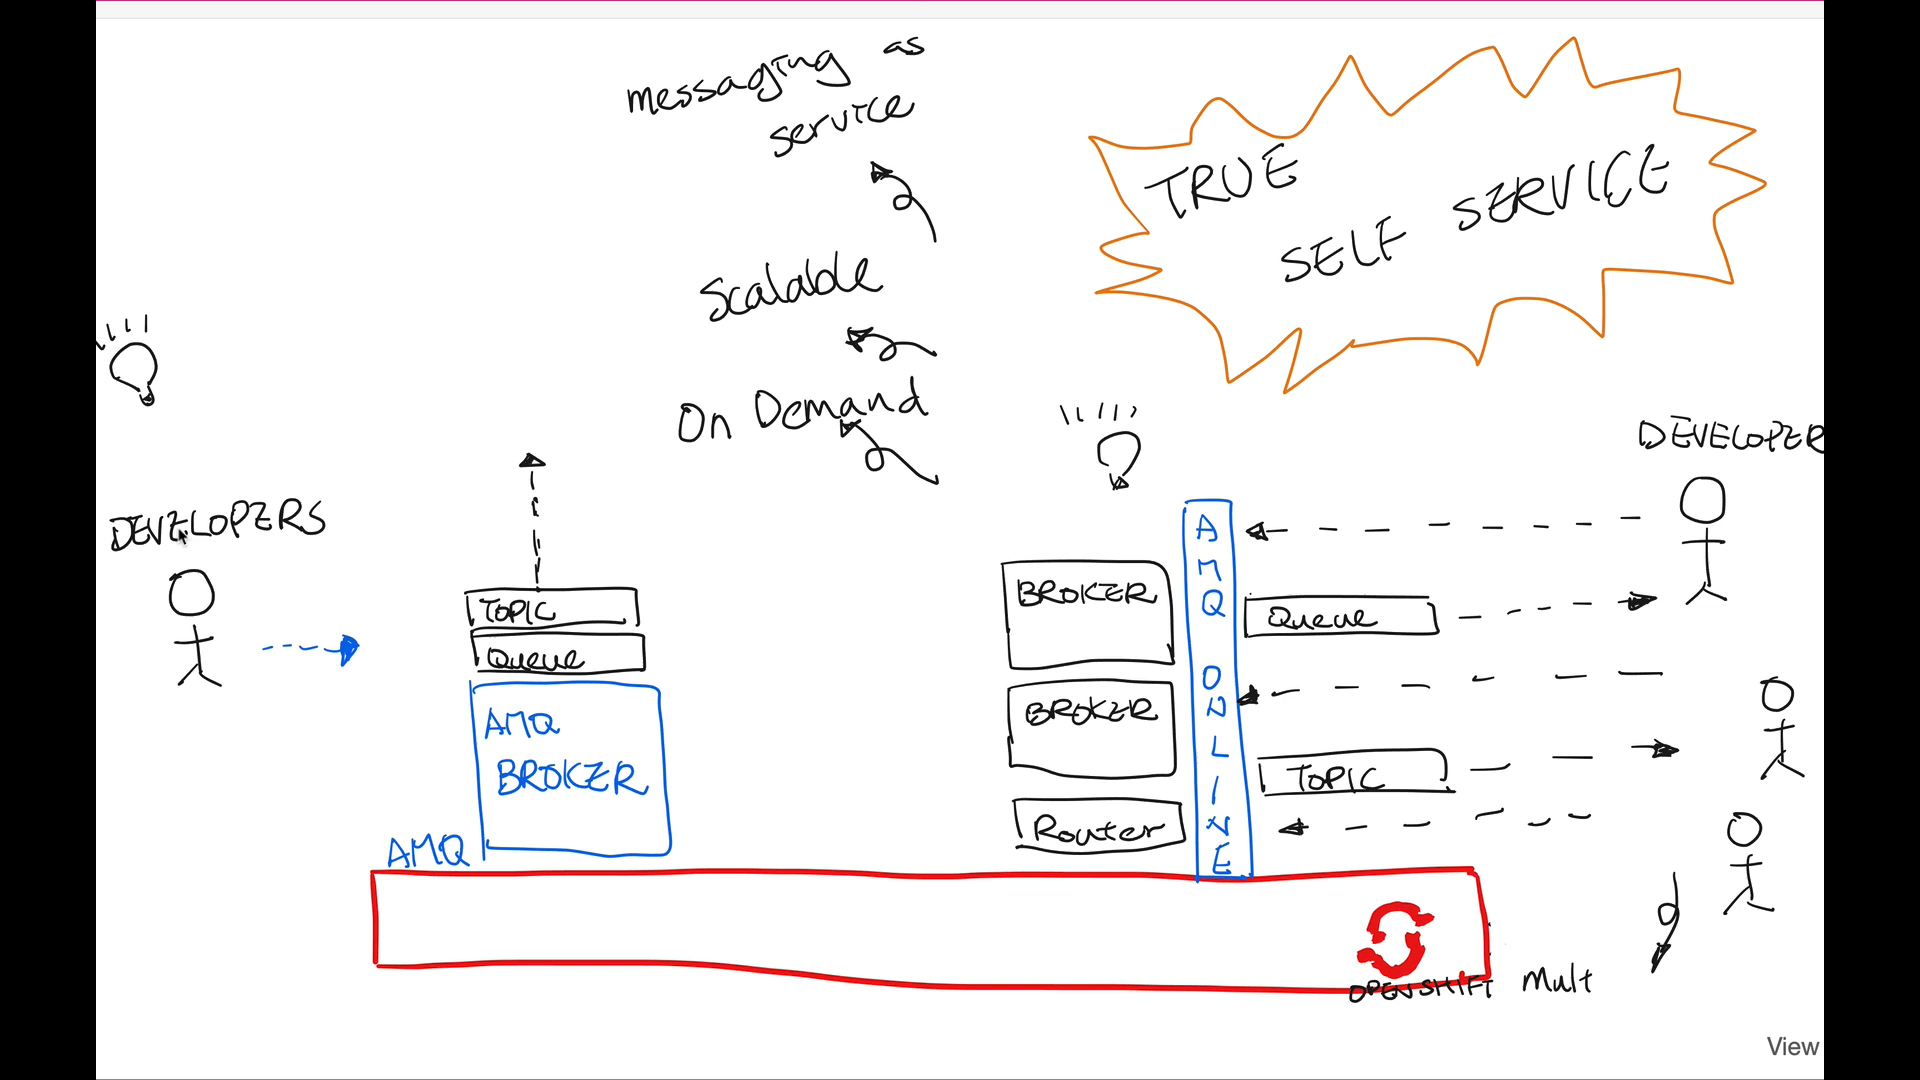 messaging as
service
TRUE
SELF SERVICE
Scalable
On Demand
DEVELOPER
DEVELOPERS
TOPIC
Queue
AMQ
BROKER
AMQ
BROKER
BROKER
Router
AMQ ONLINE
Queue
TOPIC
OPENSHIFT
Mult
View